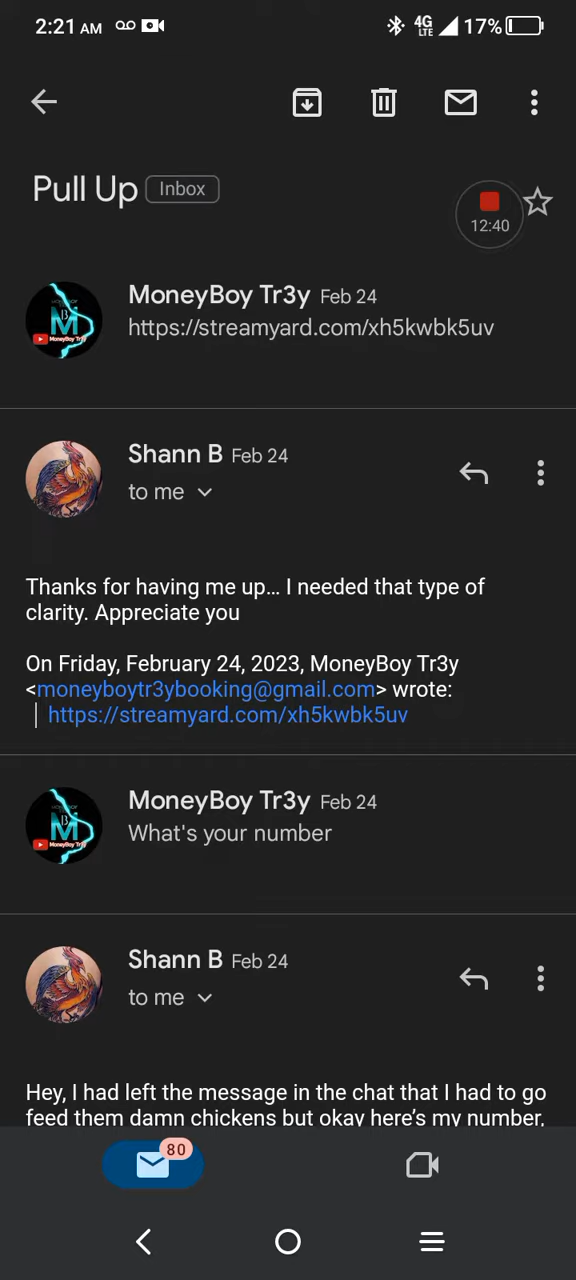 2:21 AM
4G
LTE
17%
Pull Up Inbox
12:40
MoneyBoy Tr3y Feb 24
https://streamyard.com/xh5kwbk5uv
Shann B Feb 24
to me
Thanks for having me up... I needed that type of
clarity. Appreciate you
On Friday, February 24, 2023, MoneyBoy Tr3y
<moneyboytr3ybooking@gmail.com> wrote:
https://streamyard.com/xh5kwbk5uv
MoneyBoy Tr3y Feb 24
What's your number
Shann B Feb 24
to me
Hey, I had left the message in the chat that I had to go
feed them damn chickens but okay here's my number,
80